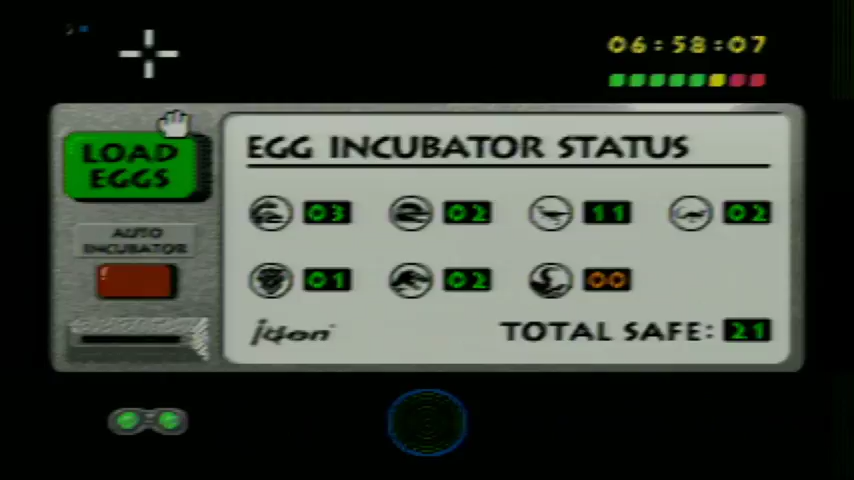 06:58:07
LOAD
EGGS
EGG INCUBATOR STATUS
03 02 11 02
AUTO
INCUBATOR
01 02 00
TOTAL SAFE: 21